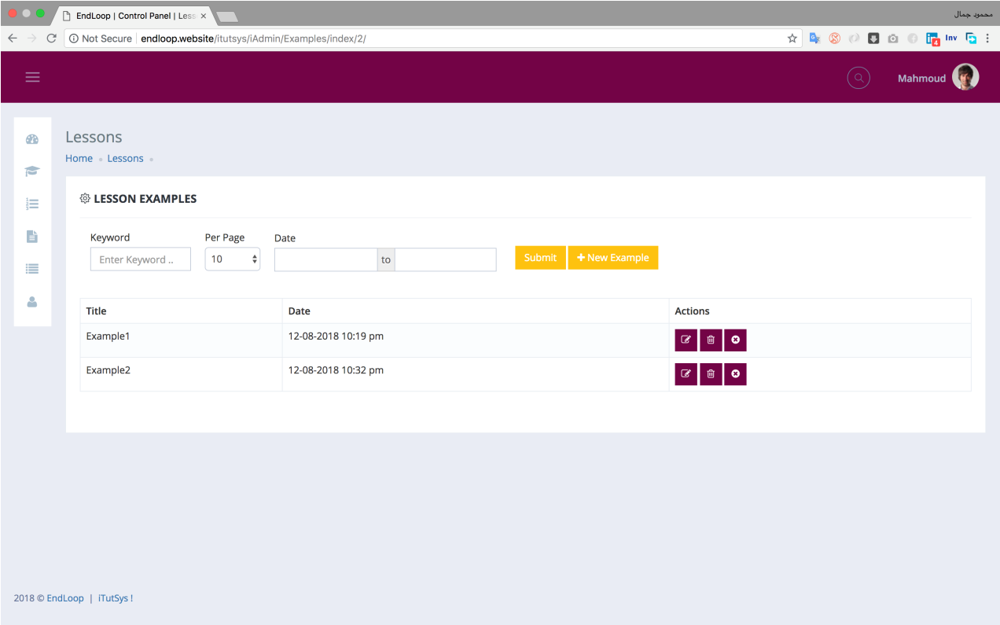 EndLoop | Control Panel | Less
محمود جمال
Not Secure endloop.website/itutsys/iAdmin/Examples/index/2/
4
Inv
Mahmoud
Lessons
Home Lessons
LESSON EXAMPLES
Keyword Per Page Date
Enter Keyword .. 10 to Submit New Example
Title Date Actions
Example1 12-08-2018 10:19 pm
Example2 12-08-2018 10:32 pm
2018 © EndLoop | iTutSys !